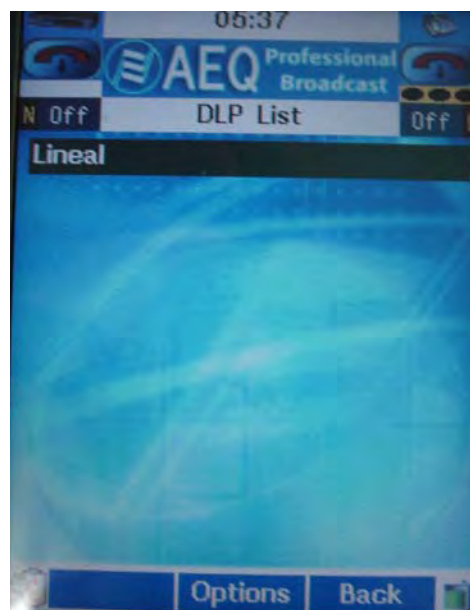 05:37
AEQ Professional Broadcast
N Off
DLP List
Off
Lineal
Options
Back